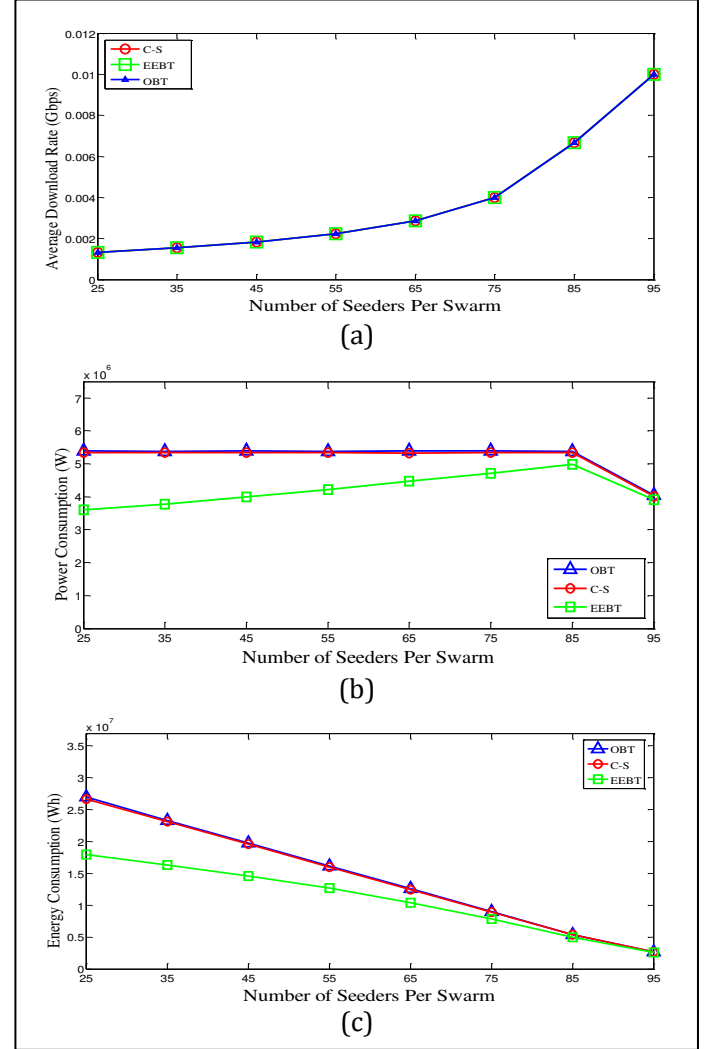 0.012
0.01
0.008
0.006
0.004
0.002
0
Average Download Rate (Gbps)
C-S
EEBT
OBT
25 35 45 55 65 75 85 95
Number of Seeders Per Swarm
(a)
x 10^6
7
6
5
4
3
2
1
0
Power Consumption (W)
OBT
C-S
EEBT
25 35 45 55 65 75 85 95
Number of Seeders Per Swarm
(b)
x 10^7
3.5
3
2.5
2
1.5
1
0.5
0
Energy Consumption (Wh)
OBT
C-S
EEBT
25 35 45 55 65 75 85 95
Number of Seeders Per Swarm
(c)